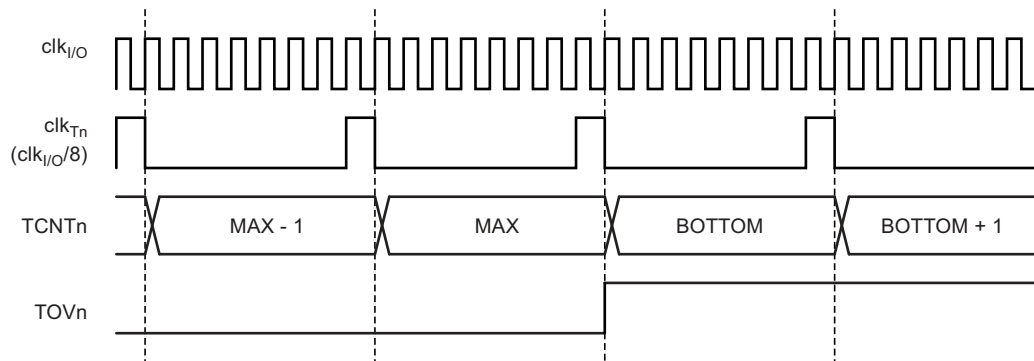 clkI/O
clkTn
(clkI/O/8)
TCNTn MAX - 1 MAX BOTTOM BOTTOM + 1
TOVn